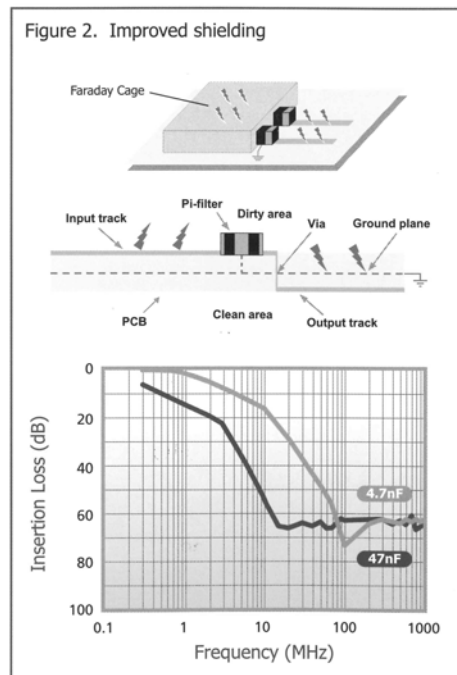 Figure 2. Improved shielding
Faraday Cage
Pi-filter
Dirty area
Input track
Via
Ground plane
PCB
Clean area
Output track
0
20
40
60
80
100
Insertion Loss (dB)
4.7nF
47nF
0.1
1
10
100
1000
Frequency (MHz)